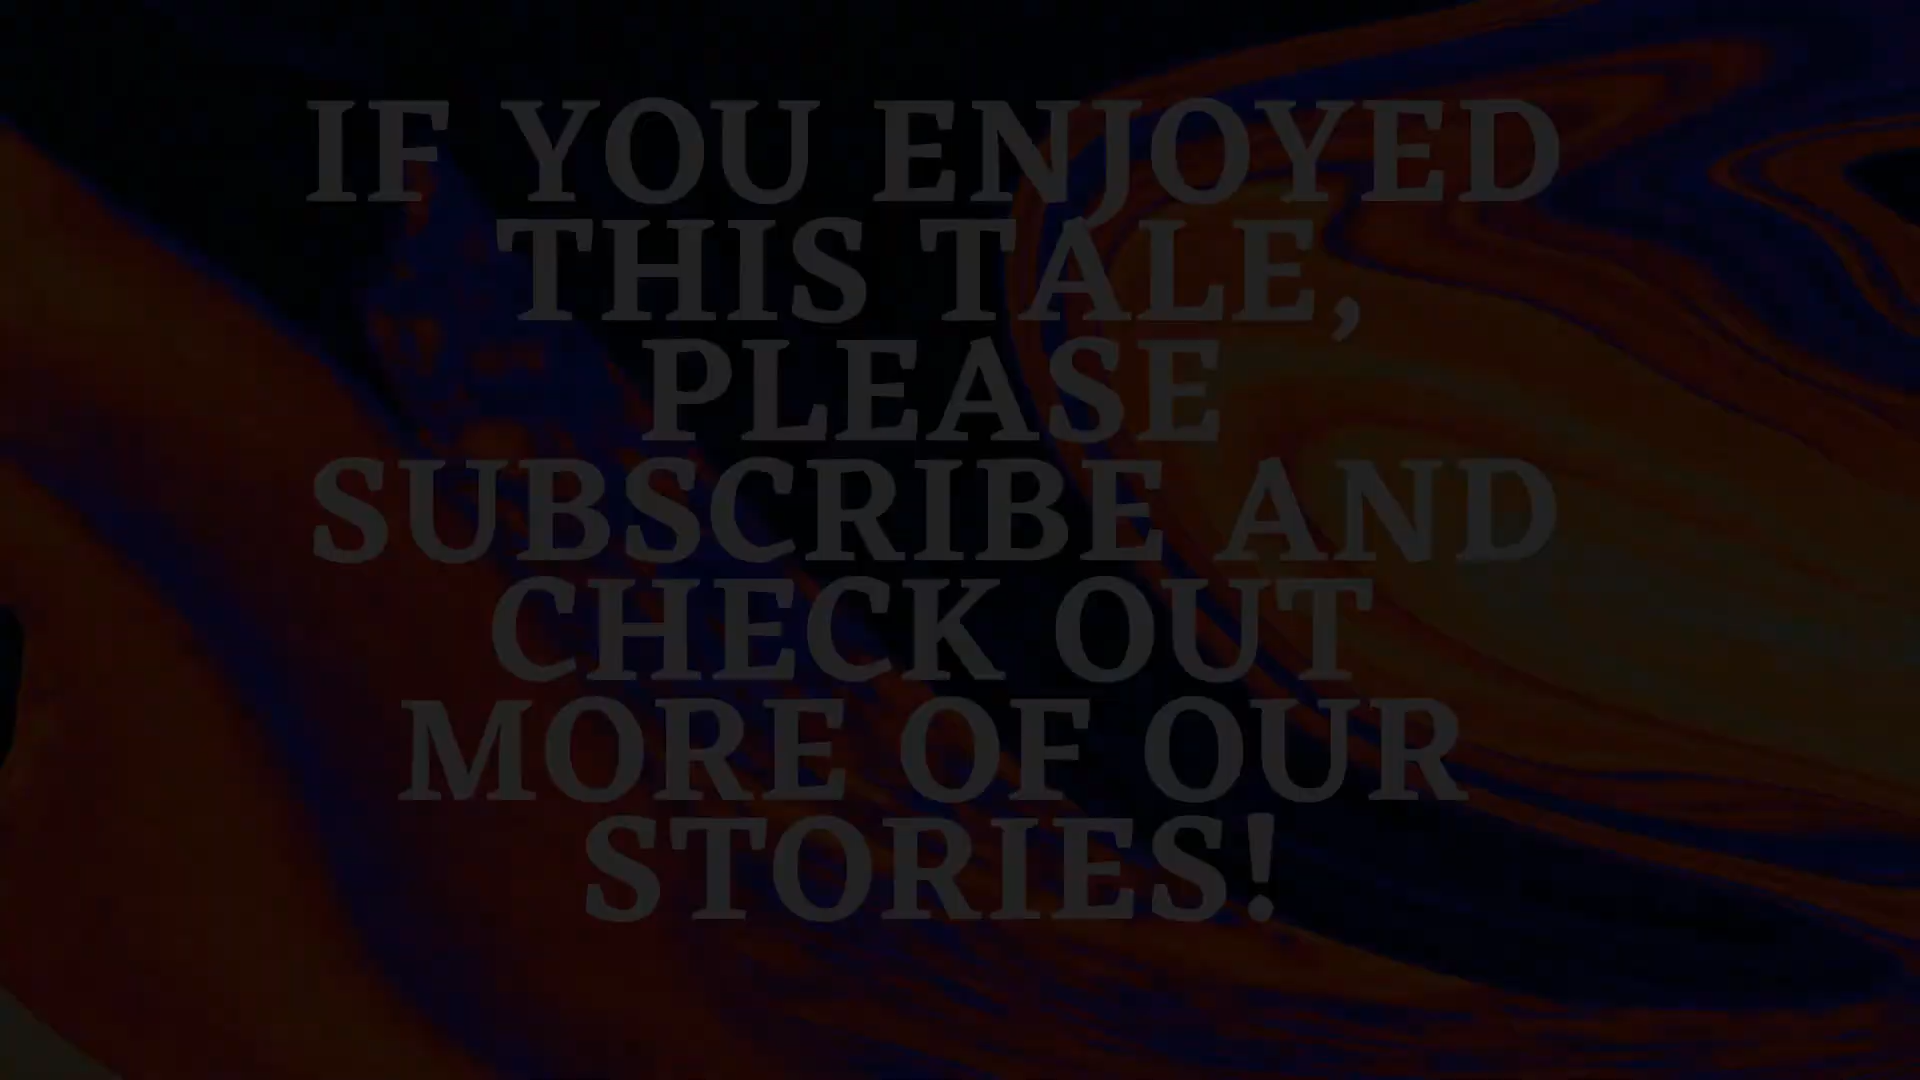 IF YOU ENJOYED
THIS TALE,
PLEASE
SUBSCRIBE AND
CHECK OUT
MORE OF OUR
STORIES!